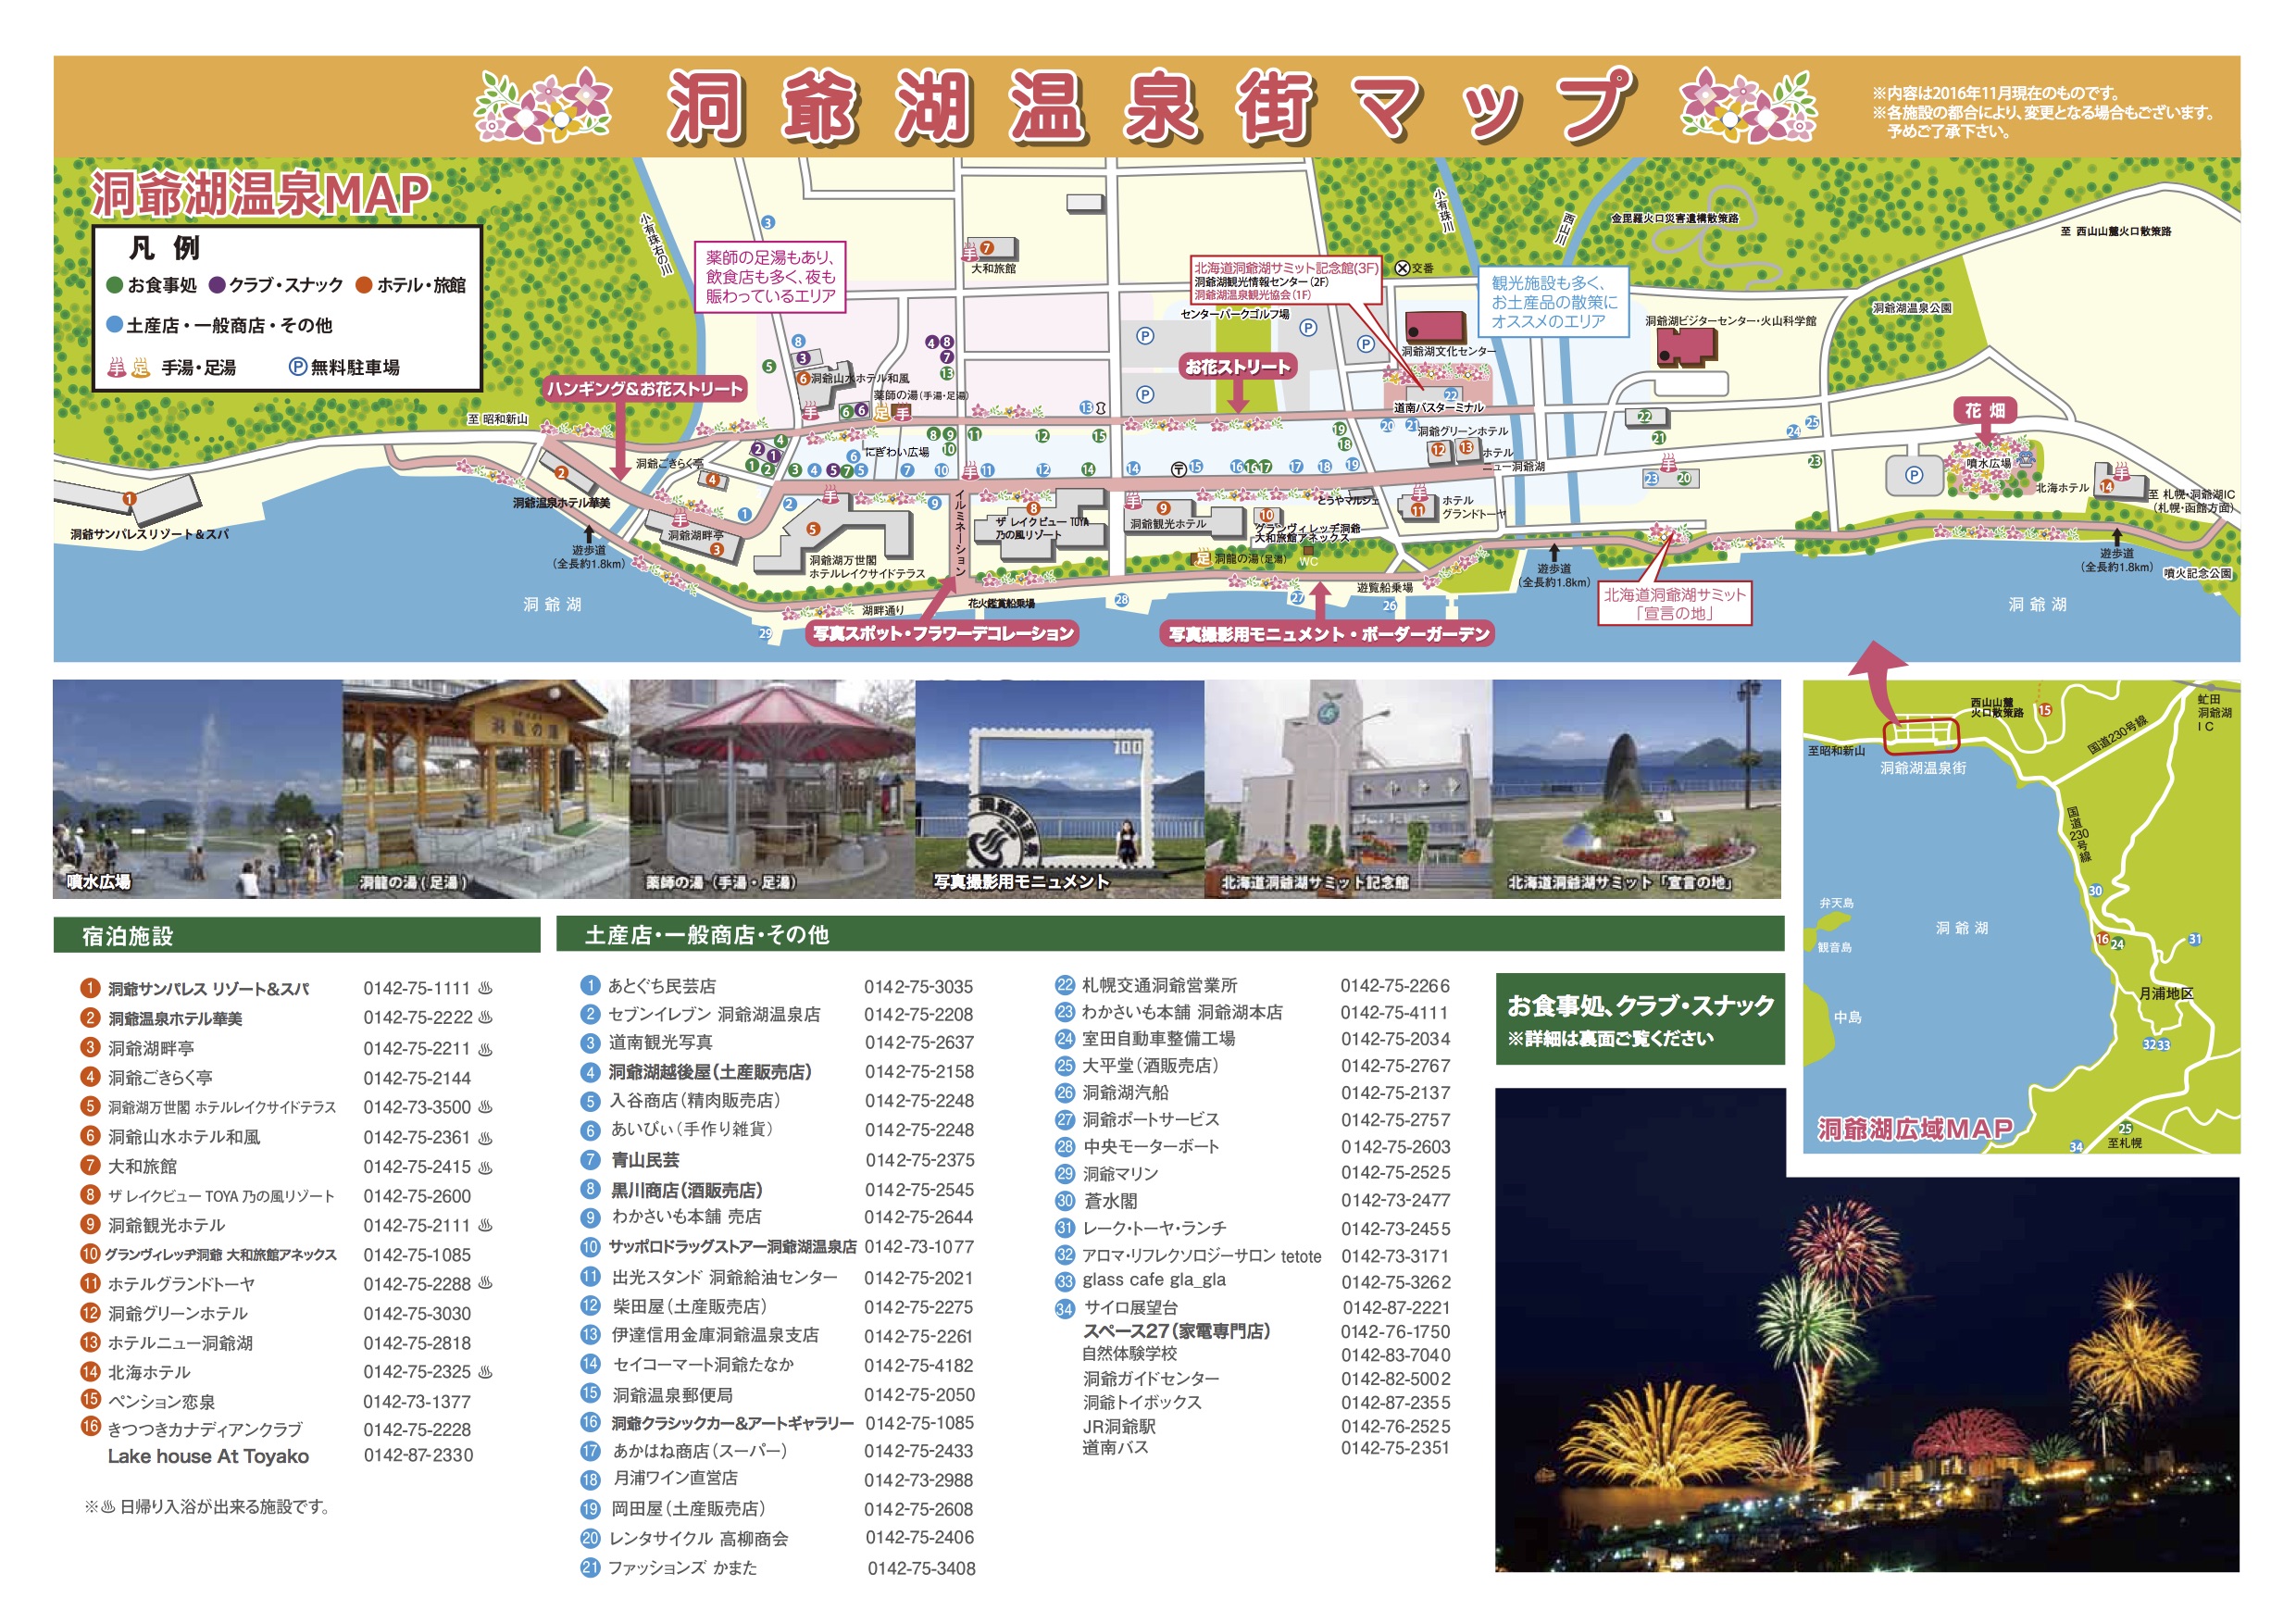 洞爺湖温泉街マップ
※内容は2016年11月現在のものです。
※各施設の都合により、変更となる場合もございます。
予めご了承下さい。
洞爺湖温泉MAP
凡例
お食事処 クラブ・スナック ホテル・旅館
土産店・一般商店・その他
手 足 手湯・足湯 P 無料駐車場
小有珠右の川
薬師の足湯もあり、
飲食店も多く、夜も
賑わっているエリア
大和旅館
北海道洞爺湖サミット記念館(3F)
洞爺湖観光情報センター(2F)
洞爺湖温泉観光協会(1F)
センターパークゴルフ場
交番
小有珠川
西山川
観光施設も多く、
お土産品の散策に
オススメのエリア
金毘羅火口災害遺構散策路
至 西山山麓火口散策路
洞爺湖温泉公園
洞爺湖ビジターセンター・火山科学館
洞爺湖文化センター
道南バスターミナル
お花ストリート
ハンギング&お花ストリート
至 昭和新山
洞爺山水ホテル和風
薬師の湯(手湯・足湯)
にぎわい広場
洞爺ごきらく亭
洞爺温泉ホテル華美
洞爺サンパレスリゾート&スパ
遊歩道
(全長約1.8km)
洞爺湖畔亭
洞爺湖万世閣
ホテルレイクサイドテラス
イルミネーション
ザ レイクビュー TOYA
乃の風リゾート
洞爺観光ホテル
グランヴィレッヂ洞爺
大和旅館アネックス
洞龍の湯(足湯)
WC
とうやマルシェ
ホテル
グランドトーヤ
洞爺グリーンホテル
ホテル
ニュー洞爺湖
花畑
噴水広場
北海ホテル
至 札幌・洞爺湖IC
(札幌・函館方面)
遊歩道
(全長約1.8km)
遊歩道
(全長約1.8km)
噴火記念公園
北海道洞爺湖サミット
「宣言の地」
洞爺湖
洞爺湖
湖畔通り
花火鑑賞船乗場
遊覧船乗場
写真スポット・フラワーデコレーション
写真撮影用モニュメント・ボーダーガーデン
噴水広場
洞龍の湯
洞龍の湯(足湯)
薬師の湯(手湯・足湯)
100
写真撮影用モニュメント
北海道洞爺湖サミット記念館
北海道洞爺湖サミット「宣言の地」
西山山麓
火口散策路
虻田
洞爺湖
IC
国道230号線
至昭和新山
洞爺湖温泉街
国道230号線
弁天島
観音島
洞爺湖
中島
月浦地区
至札幌
洞爺湖広域MAP
宿泊施設
1 洞爺サンパレス リゾート&スパ 0142-75-1111 ♨
2 洞爺温泉ホテル華美 0142-75-2222 ♨
3 洞爺湖畔亭 0142-75-2211 ♨
4 洞爺ごきらく亭 0142-75-2144
5 洞爺湖万世閣 ホテルレイクサイドテラス 0142-73-3500 ♨
6 洞爺山水ホテル和風 0142-75-2361 ♨
7 大和旅館 0142-75-2415 ♨
8 ザ レイクビュー TOYA 乃の風リゾート 0142-75-2600
9 洞爺観光ホテル 0142-75-2111 ♨
10 グランヴィレッヂ洞爺 大和旅館アネックス 0142-75-1085
11 ホテルグランドトーヤ 0142-75-2288 ♨
12 洞爺グリーンホテル 0142-75-3030
13 ホテルニュー洞爺湖 0142-75-2818
14 北海ホテル 0142-75-2325 ♨
15 ペンション恋泉 0142-73-1377
16 きつつきカナディアンクラブ 0142-75-2228
Lake house At Toyako 0142-87-2330
※♨ 日帰り入浴が出来る施設です。
土産店・一般商店・その他
1 あとぐち民芸店 0142-75-3035
2 セブンイレブン 洞爺湖温泉店 0142-75-2208
3 道南観光写真 0142-75-2637
4 洞爺湖越後屋(土産販売店) 0142-75-2158
5 入谷商店(精肉販売店) 0142-75-2248
6 あいびぃ(手作り雑貨) 0142-75-2248
7 青山民芸 0142-75-2375
8 黒川商店(酒販売店) 0142-75-2545
9 わかさいも本舗 売店 0142-75-2644
10 サッポロドラッグストアー洞爺湖温泉店 0142-73-1077
11 出光スタンド 洞爺給油センター 0142-75-2021
12 柴田屋(土産販売店) 0142-75-2275
13 伊達信用金庫洞爺温泉支店 0142-75-2261
14 セイコーマート洞爺たなか 0142-75-4182
15 洞爺温泉郵便局 0142-75-2050
16 洞爺クラシックカー&アートギャラリー 0142-75-1085
17 あかはね商店(スーパー) 0142-75-2433
18 月浦ワイン直営店 0142-73-2988
19 岡田屋(土産販売店) 0142-75-2608
20 レンタサイクル 高柳商会 0142-75-2406
21 ファッションズ かまた 0142-75-3408
22 札幌交通洞爺営業所 0142-75-2266
23 わかさいも本舗 洞爺湖本店 0142-75-4111
24 室田自動車整備工場 0142-75-2034
25 大平堂(酒販売店) 0142-75-2767
26 洞爺湖汽船 0142-75-2137
27 洞爺ポートサービス 0142-75-2757
28 中央モーターボート 0142-75-2603
29 洞爺マリン 0142-75-2525
30 蒼水閣 0142-73-2477
31 レーク・トーヤ・ランチ 0142-73-2455
32 アロマ・リフレクソロジーサロン tetote 0142-73-3171
33 glass cafe gla_gla 0142-75-3262
34 サイロ展望台 0142-87-2221
スペース27(家電専門店) 0142-76-1750
自然体験学校 0142-83-7040
洞爺ガイドセンター 0142-82-5002
洞爺トイボックス 0142-87-2355
JR洞爺駅 0142-76-2525
道南バス 0142-75-2351
お食事処、クラブ・スナック
※詳細は裏面ご覧ください